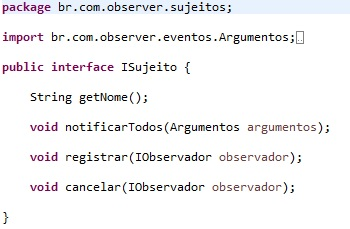 package br.com.observer.sujeitos;
import br.com.observer.eventos.Argumentos;
public interface ISujeito {
String getNome();
void notificarTodos(Argumentos argumentos);
void registrar(IObservador observador);
void cancelar(IObservador observador);
}